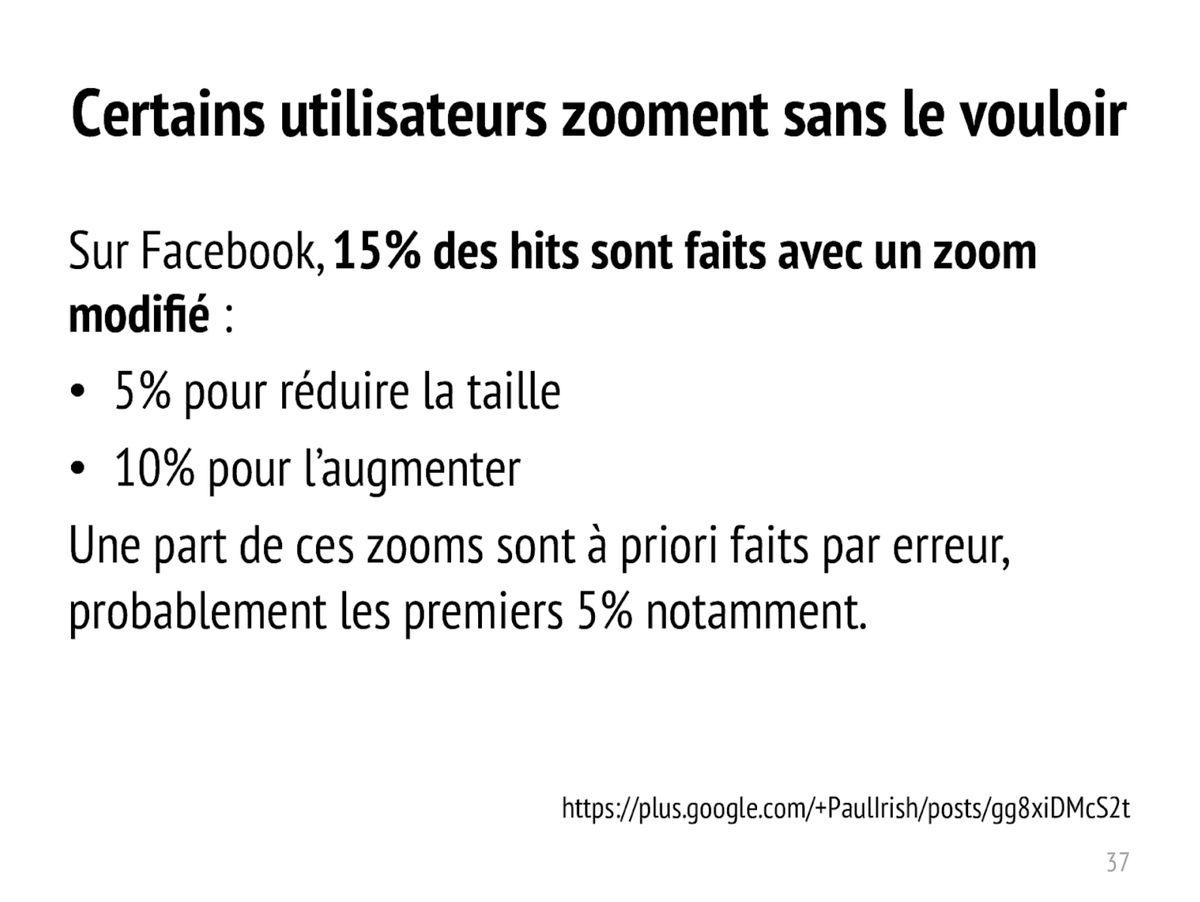 Certains utilisateurs zooment sans le vouloir
Sur Facebook, 15% des hits sont faits avec un zoom
modifié :
• 5% pour réduire la taille
• 10% pour l’augmenter
Une part de ces zooms sont à priori faits par erreur,
probablement les premiers 5% notamment.
https://plus.google.com/+PaulIrish/posts/gg8xiDMcS2t
37